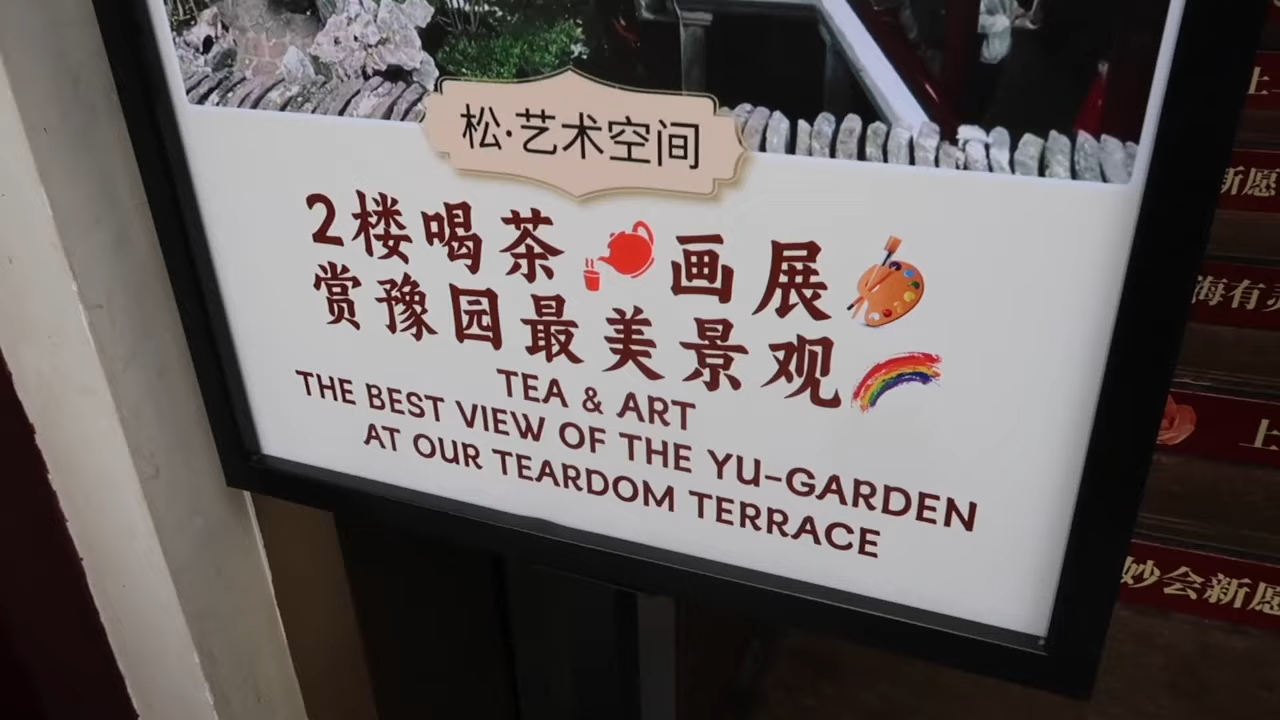 松·艺术空间
2楼喝茶画展
赏豫园最美景观
TEA & ART
THE BEST VIEW OF THE YU-GARDEN
AT OUR TEARDOM TERRACE
新愿
海有
上
妙会新愿